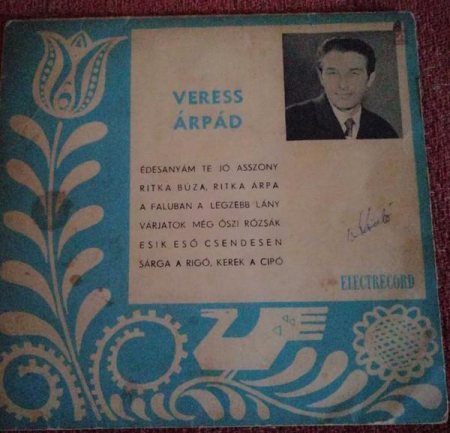 VERESS
ÁRPÁD
ÉDESANYÁM TE JÓ ASSZONY
RITKA BÚZA, RITKA ÁRPA
A FALUBAN A LEGZEBB LÁNY
VÁRJATOK MÉG ŐSZI RÓZSÁK
ESIK ESŐ CSENDESEN
SÁRGA A RIGÓ, KEREK A CIPÓ
ELECTRECORD